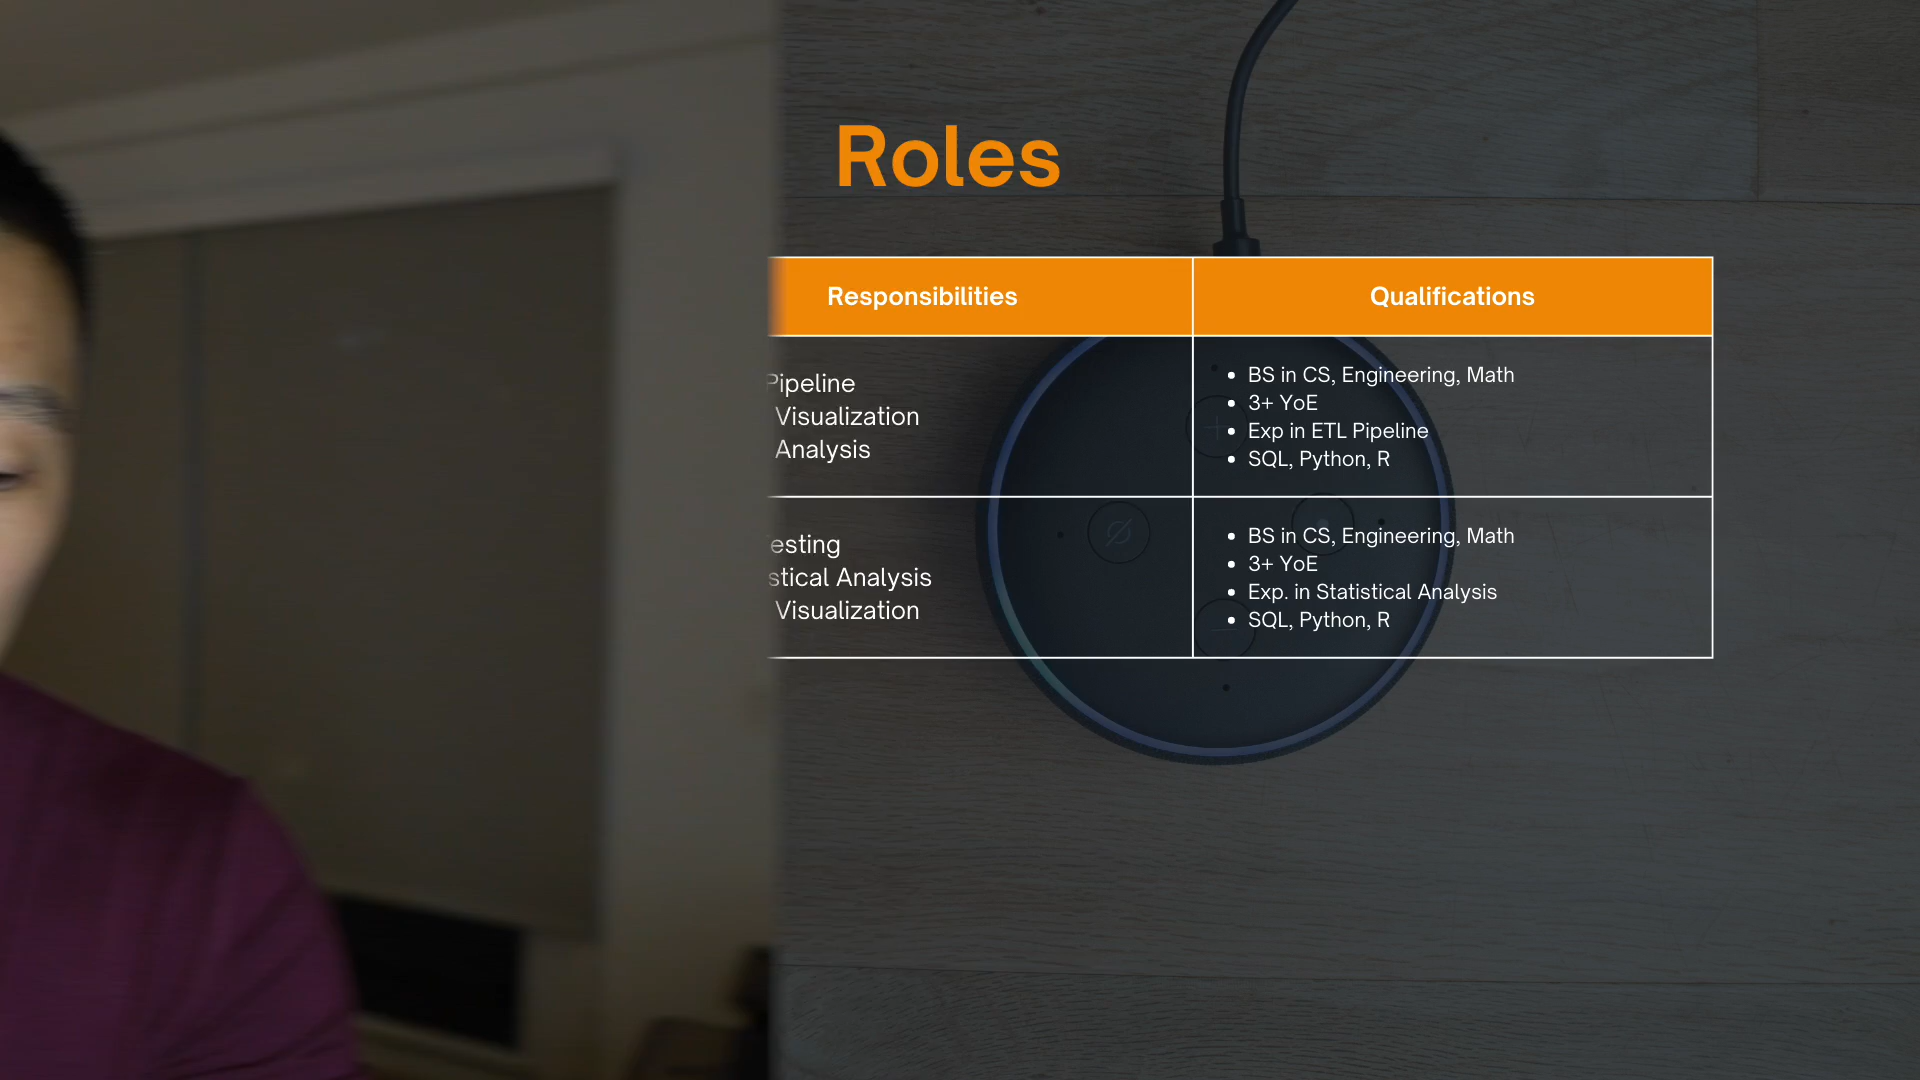 Roles
Responsibilities
Qualifications
Pipeline
Visualization
Analysis
BS in CS, Engineering, Math
3+ YoE
Exp in ETL Pipeline
SQL, Python, R
esting
stical Analysis
Visualization
BS in CS, Engineering, Math
3+ YoE
Exp. in Statistical Analysis
SQL, Python, R